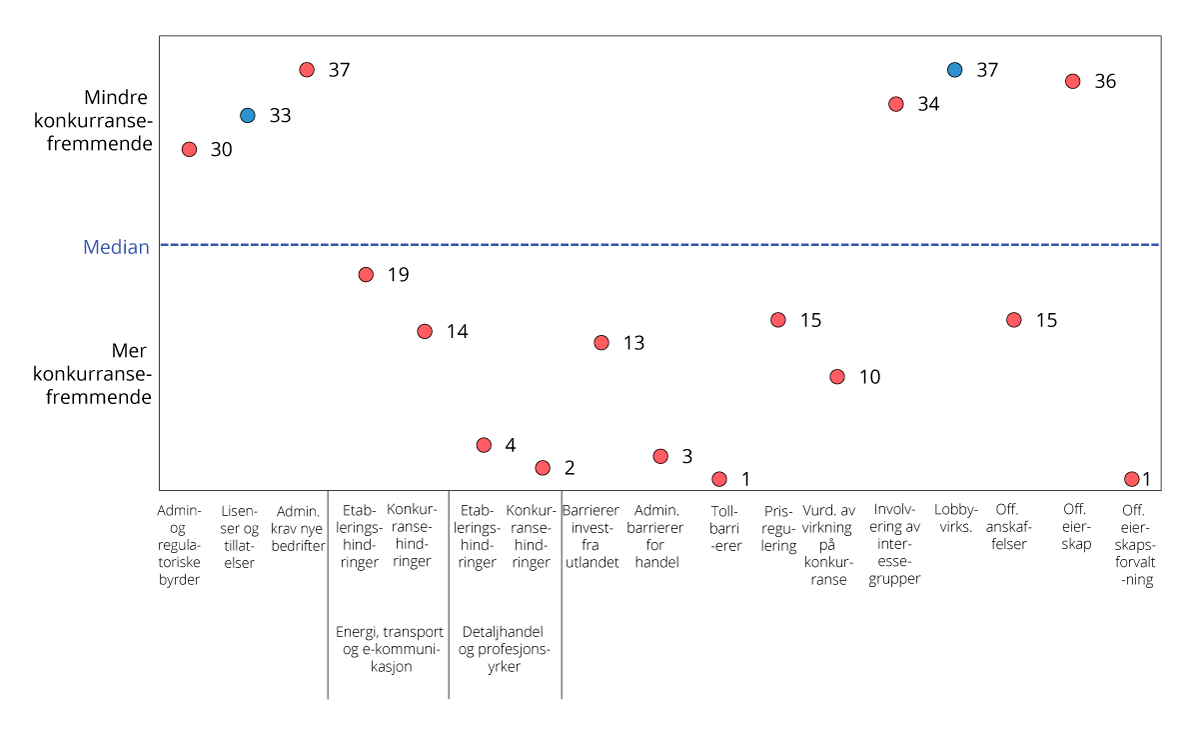 37
37
36
Mindre
konkurranse-
fremmende
33
34
30
Median
19
14
15
15
Mer
konkurranse-
fremmende
13
10
4
2
3
1
1
Admin-
og
regula-
toriske
byrder
Lisen-
ser og
tillat-
elser
Admin.
krav nye
bedrifter
Etab-
lerings-
hind-
ringer
Konkur-
ranse-
hind-
ringer
Etab-
lerings-
hind-
ringer
Konkur-
ranse-
hind-
ringer
Barrierer
invest-
fra
utlandet
Admin.
barrierer
for
handel
Toll-
barri
-erer
Pris-
regu-
lering
Vurd. av
virkning
på
konkur-
ranse
Involv-
ering av
inter-
esse-
grupper
Lobby-
virks.
Off.
anskaf-
felser
Off.
eier-
skap
Off.
eier-
skaps-
forvalt
-ning
Energi, transport
og e-kommuni-
kasjon
Detaljhandel
og profesjons-
yrker